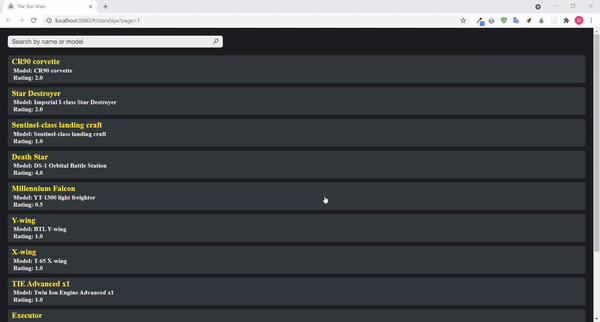 The Star Wars
localhost:8080/#/starships?page=1
Search by name or model
CR90 corvette
Model: CR90 corvette
Rating: 2.0
Star Destroyer
Model: Imperial I-class Star Destroyer
Rating: 2.0
Sentinel-class landing craft
Model: Sentinel-class landing craft
Rating: 1.0
Death Star
Model: DS-1 Orbital Battle Station
Rating: 4.0
Millennium Falcon
Model: YT-1300 light freighter
Rating: 0.5
Y-wing
Model: BTL Y-wing
Rating: 1.0
X-wing
Model: T-65 X-wing
Rating: 1.0
TIE Advanced x1
Model: Twin Ion Engine Advanced x1
Rating: 1.0
Executor